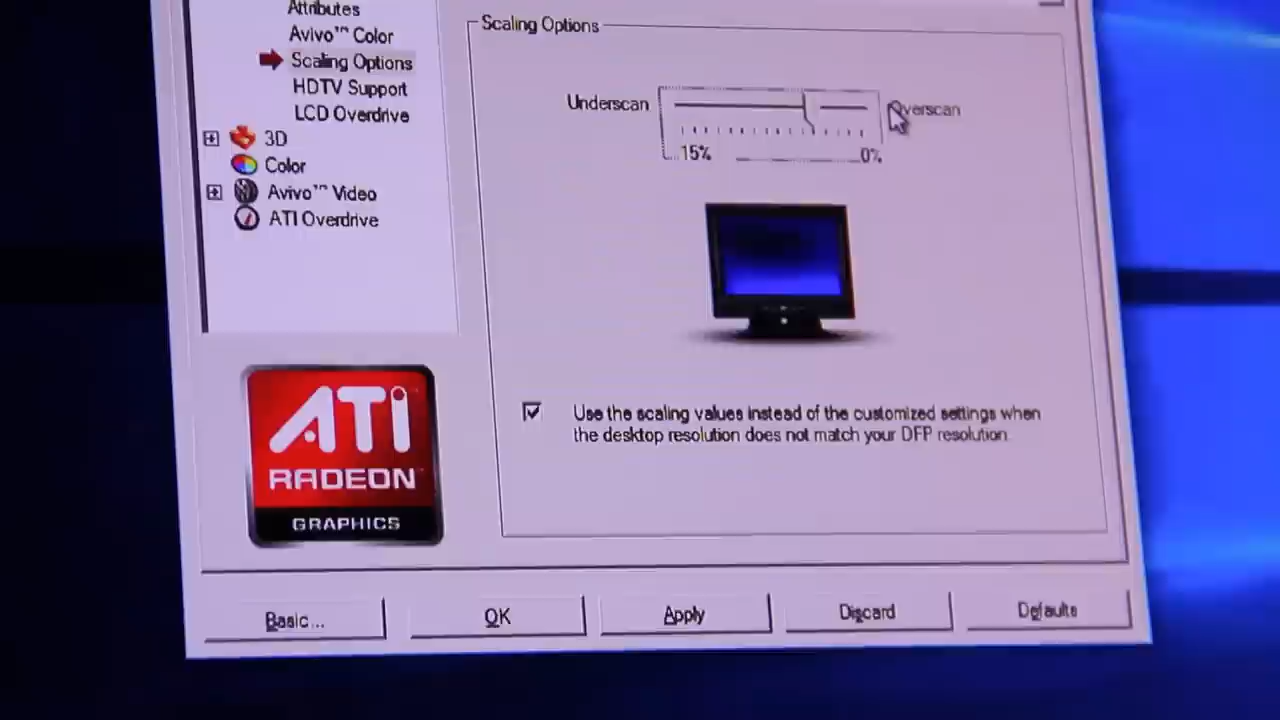 Attributes
Avivo™ Color
Scaling Options
HDTV Support
LCD Overdrive
3D
Color
Avivo™ Video
ATI Overdrive
Scaling Options
Underscan
Overscan
15%
0%
Use the scaling values instead of the customized settings when
the desktop resolution does not match your DFP resolution.
ATI
RADEON
GRAPHICS
Basic...
OK
Apply
Discard
Defaults